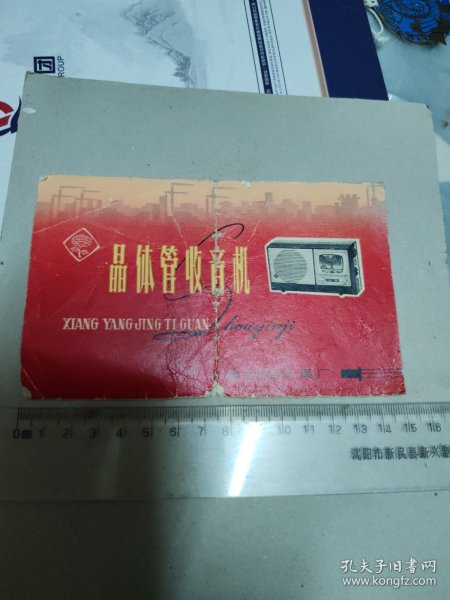 GROUP
晶体管收音机
XIANG YANG JING TI GUAN Shouyinji
厂
0 1 2 3 4 5 6 7 8 9 10 11 12 13 14 15 16
沈阳市新民县新兴
孔夫子旧书网
www.kongfz.com